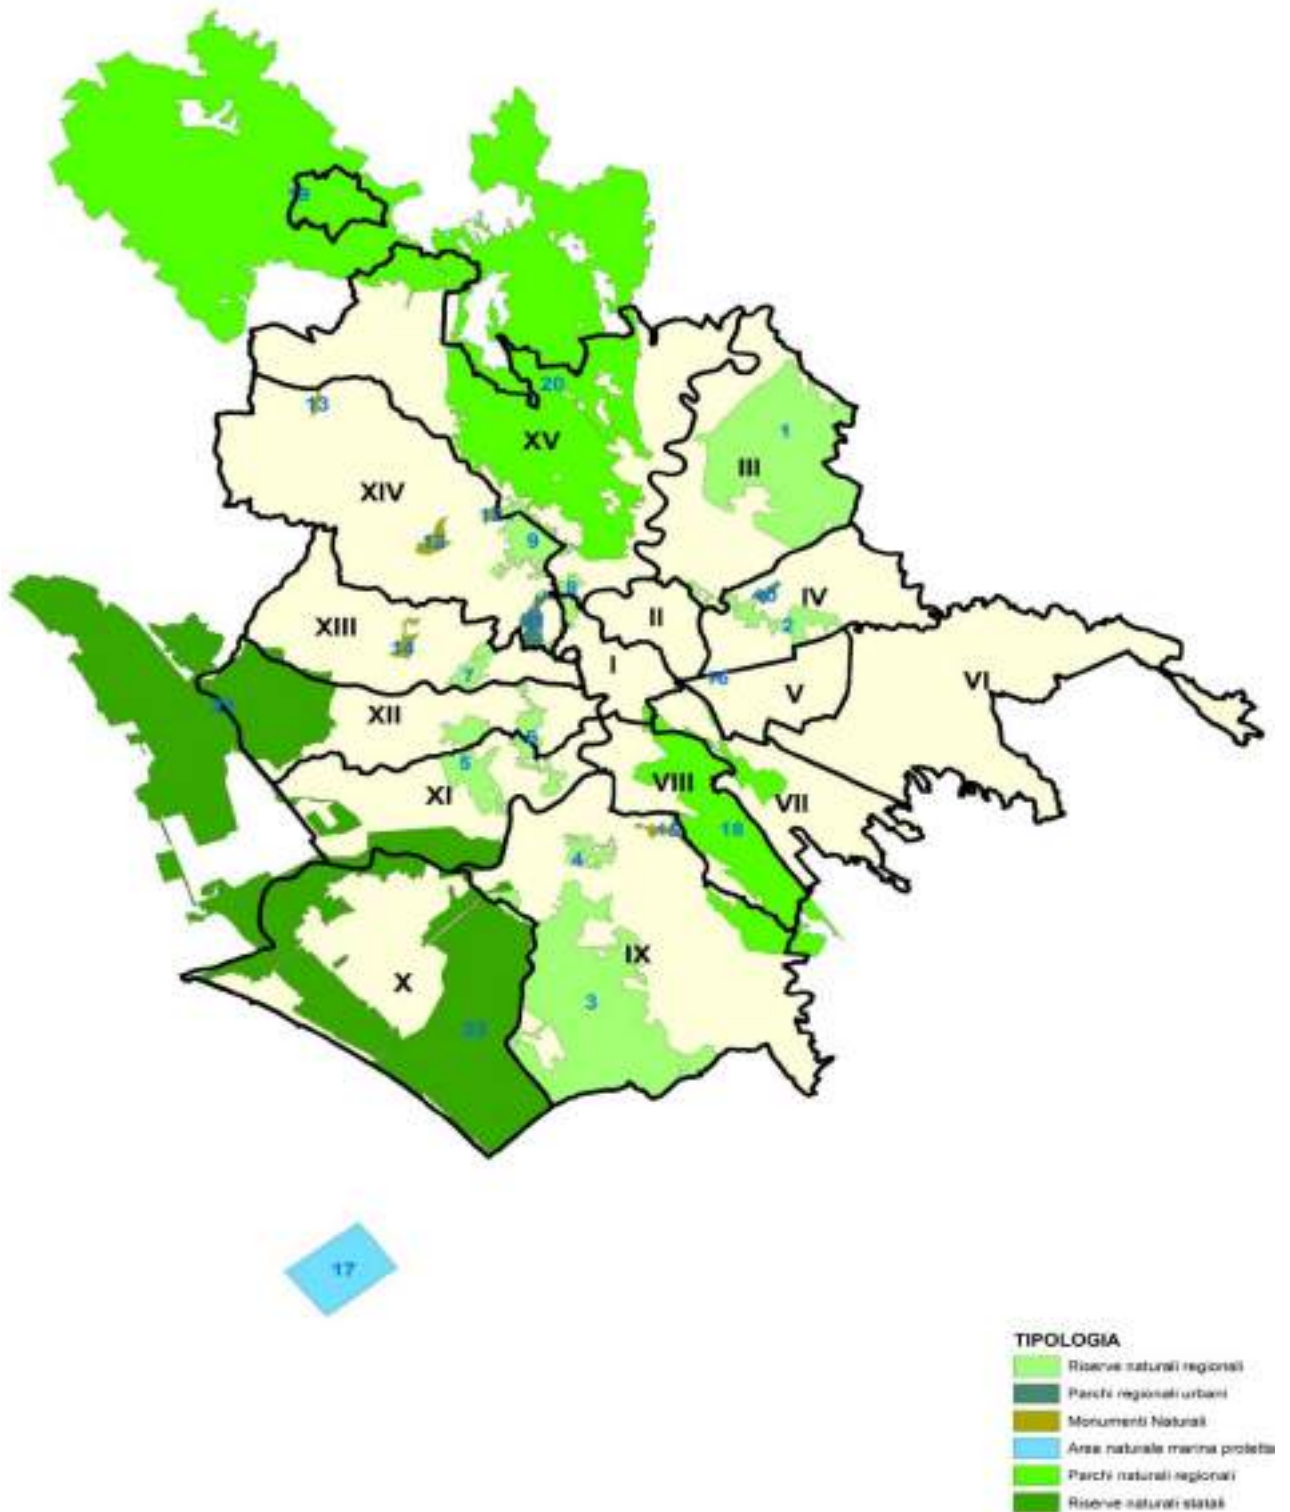 20
13
XV
1
III
XIV
9
IV
2
XIII
II
I
7
V
VI
XII
6
5
XI
VIII
VII
18
4
IX
X
3
17
TIPOLOGIA
Riserve naturali regionali
Parchi regionali urbani
Monumenti Naturali
Area naturale marina protetta
Parchi naturali regionali
Riserve naturali statali